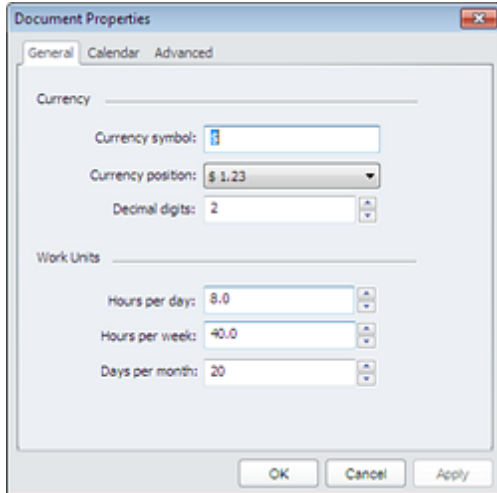 Document Properties
General Calendar Advanced
Currency
Currency symbol: $
Currency position: $ 1.23
Decimal digits: 2
Work Units
Hours per day: 8.0
Hours per week: 40.0
Days per month: 20
OK Cancel Apply